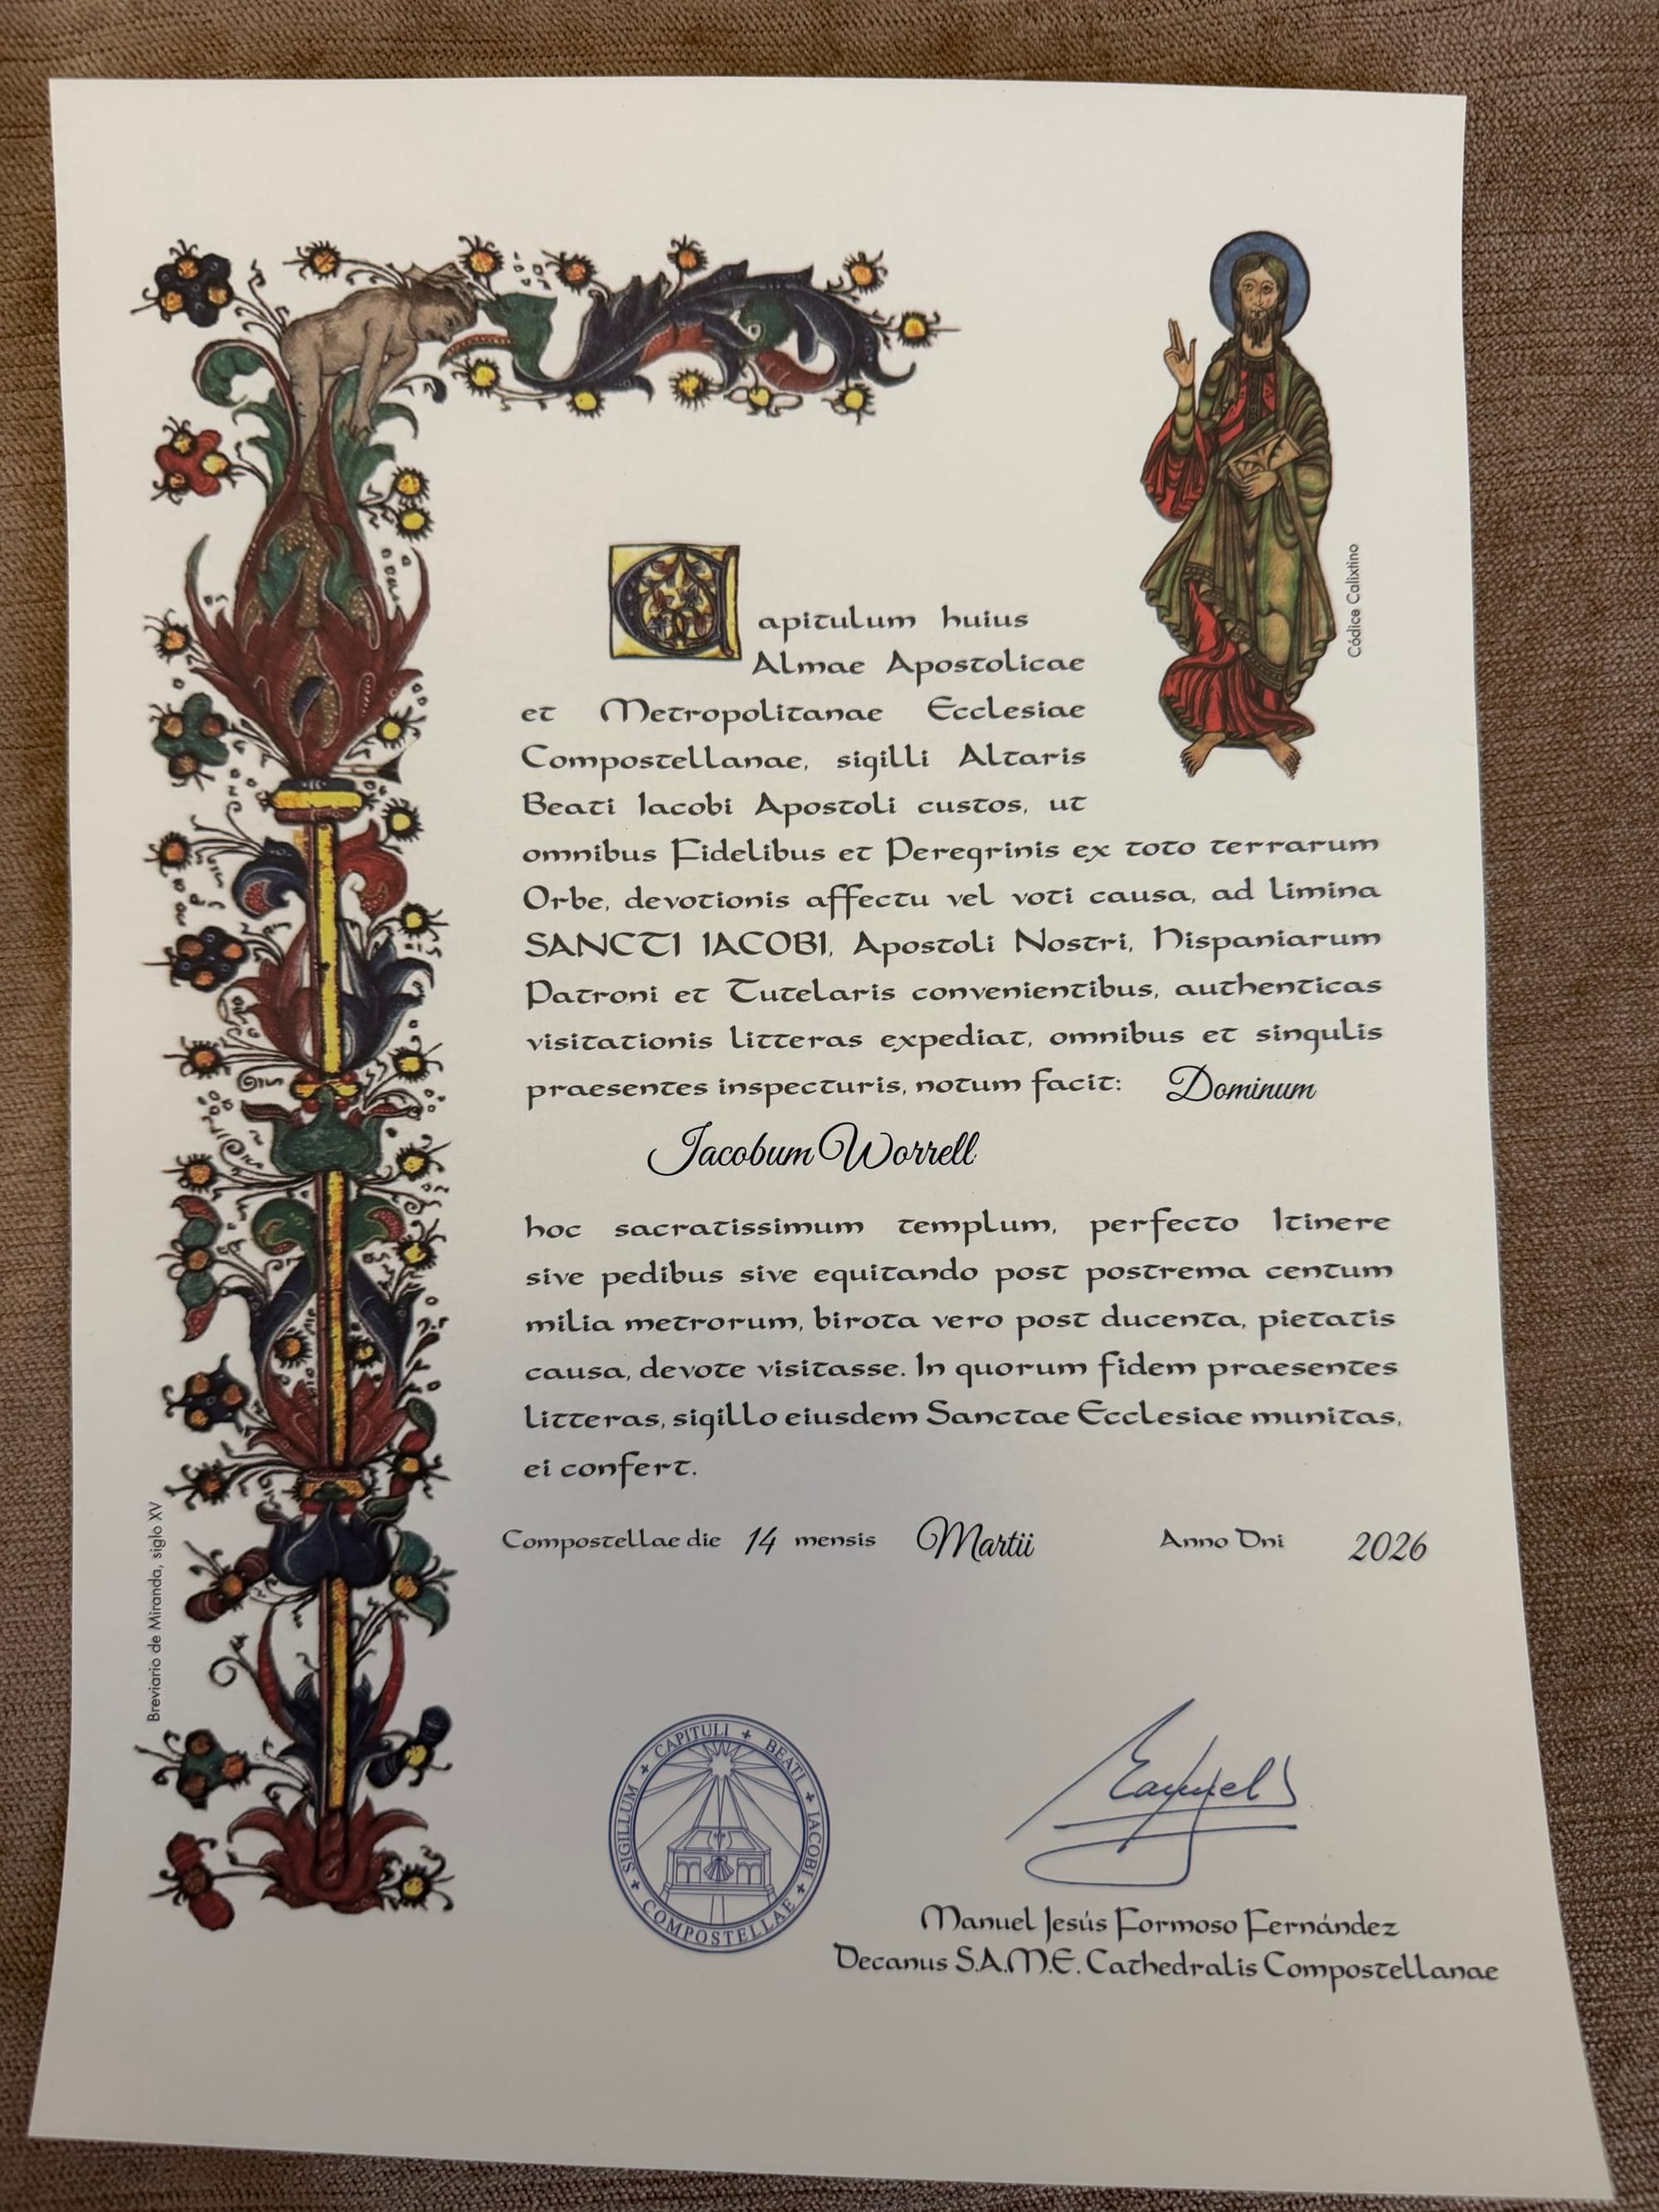 Capitulum huius
Almae Apostolicae
et Metropolitanae Ecclesiae
Compostellanae, sigilli Altaris
Beati Iacobi Apostoli custos, ut
omnibus Fidelibus et Peregrinis ex toto terrarum
Orbe, devotionis affectu vel voti causa, ad limina
SANCTI IACOBI, Apostoli Nostri, Hispaniarum
Patroni et Tutelaris convenientibus, authenticas
visitationis litteras expediat, omnibus et singulis
praesentes inspecturis, notum facit: Dominum
Jacobum Worrell
hoc sacratissimum templum, perfecto Itinere
sive pedibus sive equitando post postrema centum
milia metrorum, birota vero post ducenta, pietatis
causa, devote visitasse. In quorum fidem praesentes
litteras, sigillo eiusdem Sanctae Ecclesiae munitas,
ei confert.
Compostellae die 14 mensis Martii Anno Dni 2026
Códice Calixtino
Breviario de Miranda, siglo XV
SIGILLUM + CAPITULI + BEATI + IACOBI + COMPOSTELLAE +
Manuel Jesús Formoso Fernández
Decanus S.A.M.E. Cathedralis Compostellanae